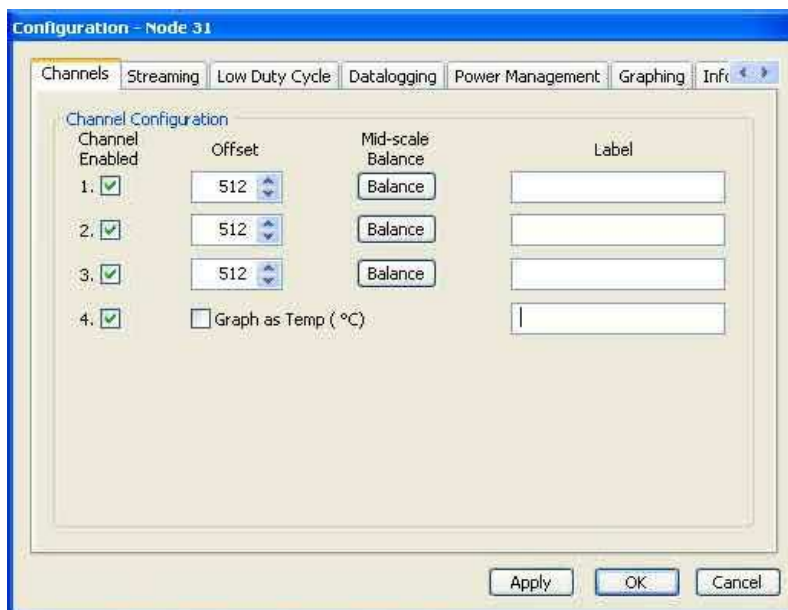 Configuration - Node 31
Channels Streaming Low Duty Cycle Datalogging Power Management Graphing Info
Channel Configuration
Channel Enabled Offset Mid-scale Balance Label
1. 512 Balance
2. 512 Balance
3. 512 Balance
4. Graph as Temp ( °C)
Apply OK Cancel